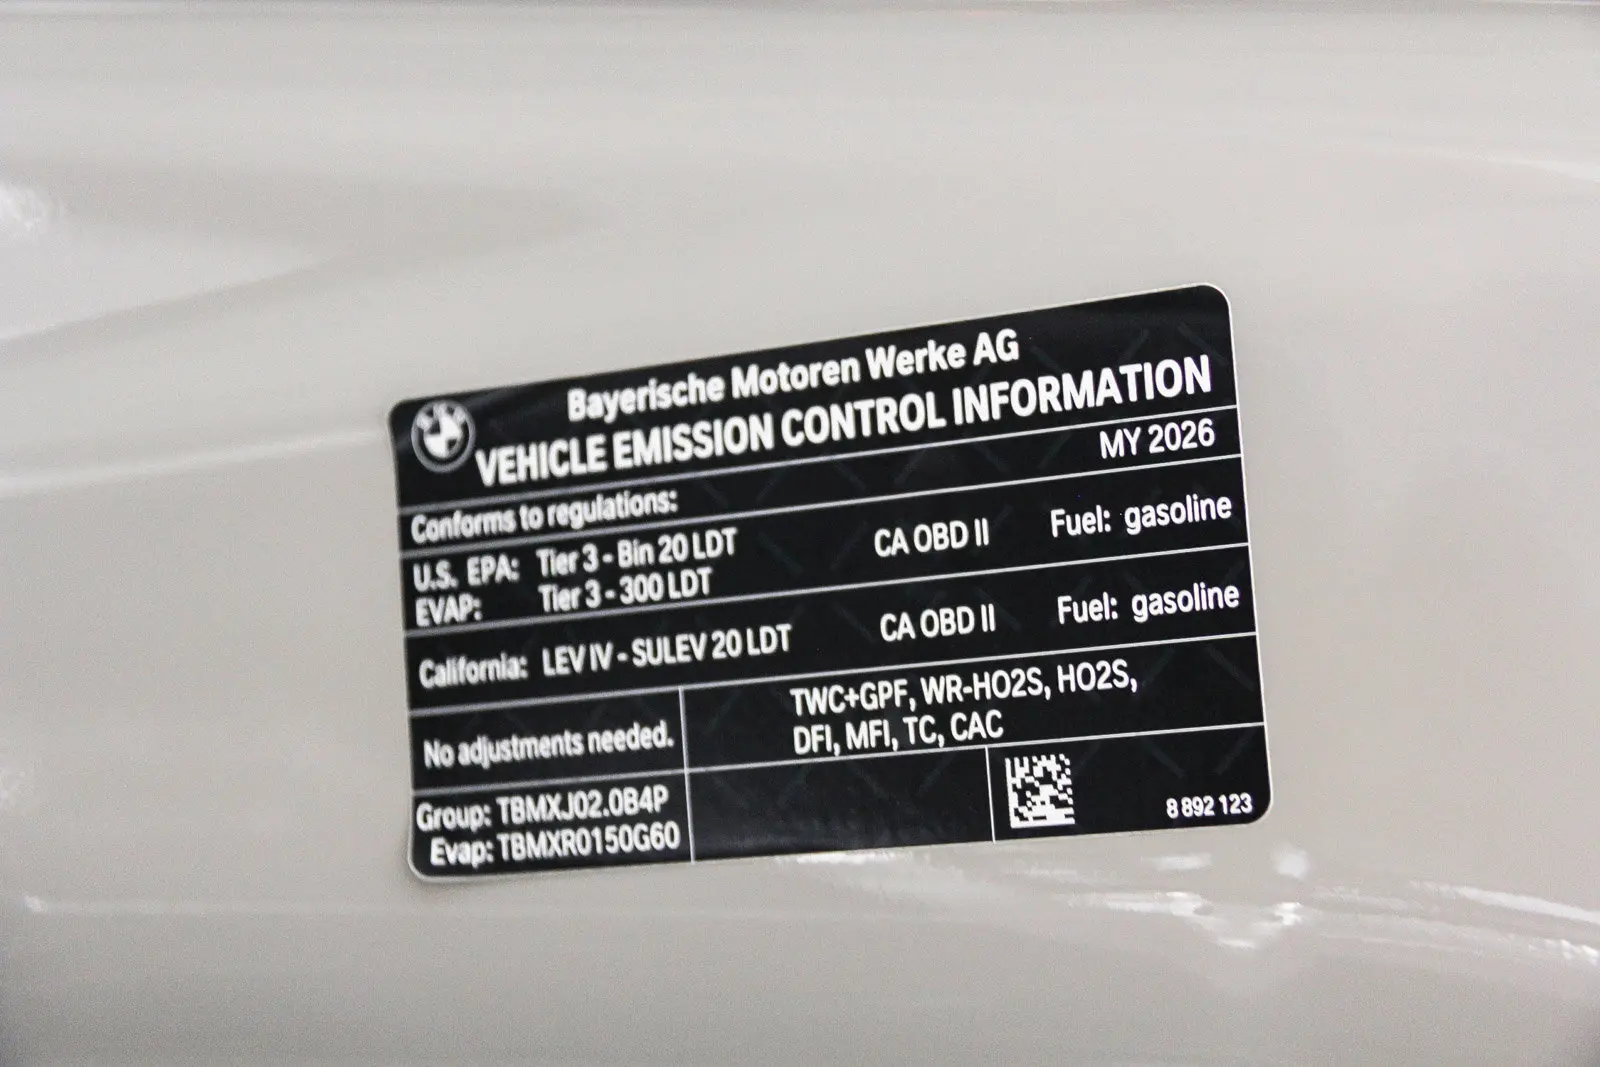 Bayerische Motoren Werke AG
VEHICLE EMISSION CONTROL INFORMATION
MY 2026
Conforms to regulations:
U.S. EPA: Tier 3 - Bin 20 LDT CA OBD II Fuel: gasoline
EVAP: Tier 3 - 300 LDT
California: LEV IV - SULEV 20 LDT CA OBD II Fuel: gasoline
No adjustments needed.
TWC+GPF, WR-HO2S, HO2S,
DFI, MFI, TC, CAC
Group: TBMXJ02.0B4P
Evap: TBMXR0150G60
8 892 123